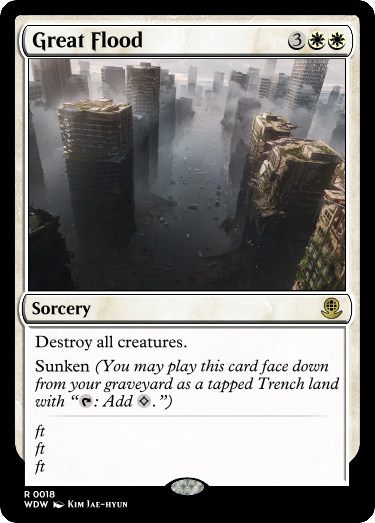 Great Flood 3
Sorcery
Destroy all creatures.
Sunken (You may play this card face down
from your graveyard as a tapped Trench land
with “: Add .”)
ft
ft
ft
R 0018
WDW Kim Jae-hyun